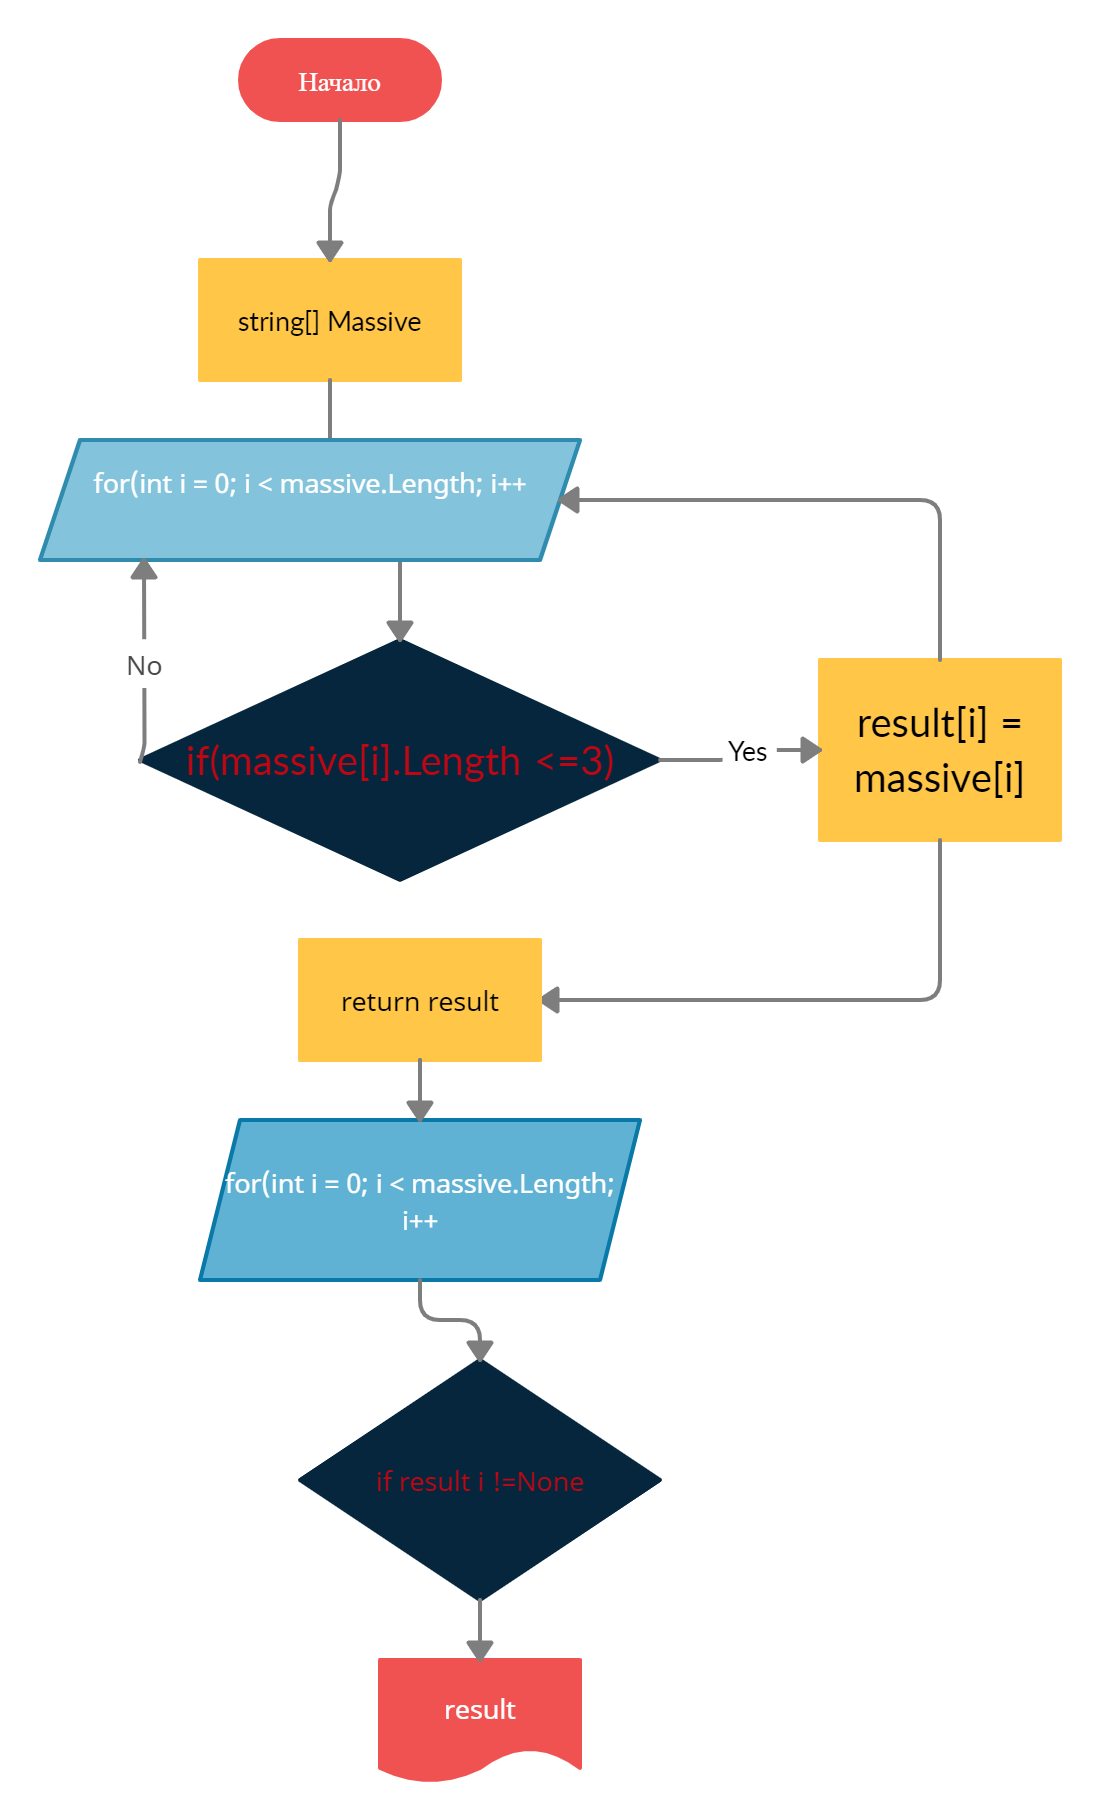 Начало
string[] Massive
for(int i = 0; i < massive.Length; i++
No
if(massive[i].Length <=3)
Yes
result[i] =
massive[i]
return result
for(int i = 0; i < massive.Length;
i++
if result i !=None
result